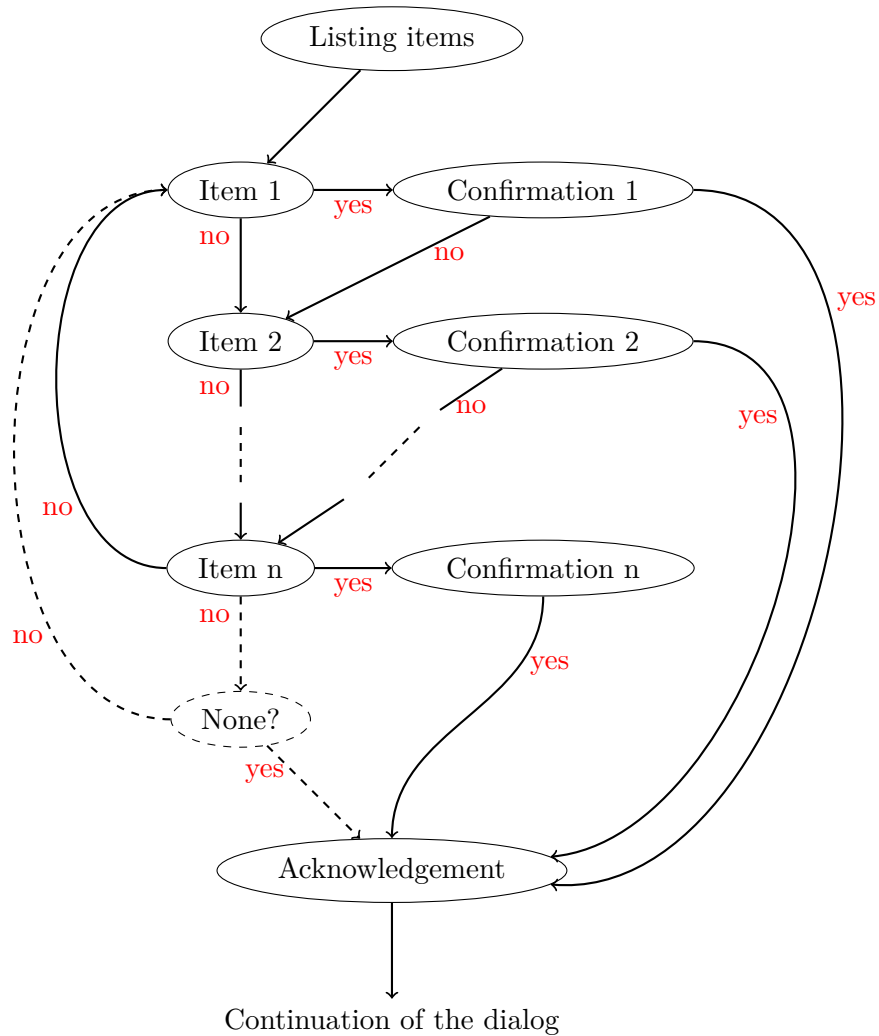 Listing items
Item 1
yes
Confirmation 1
no
no
yes
Item 2
yes
Confirmation 2
no
no
yes
no
Item n
yes
Confirmation n
no
no
yes
None?
yes
Acknowledgement
Continuation of the dialog